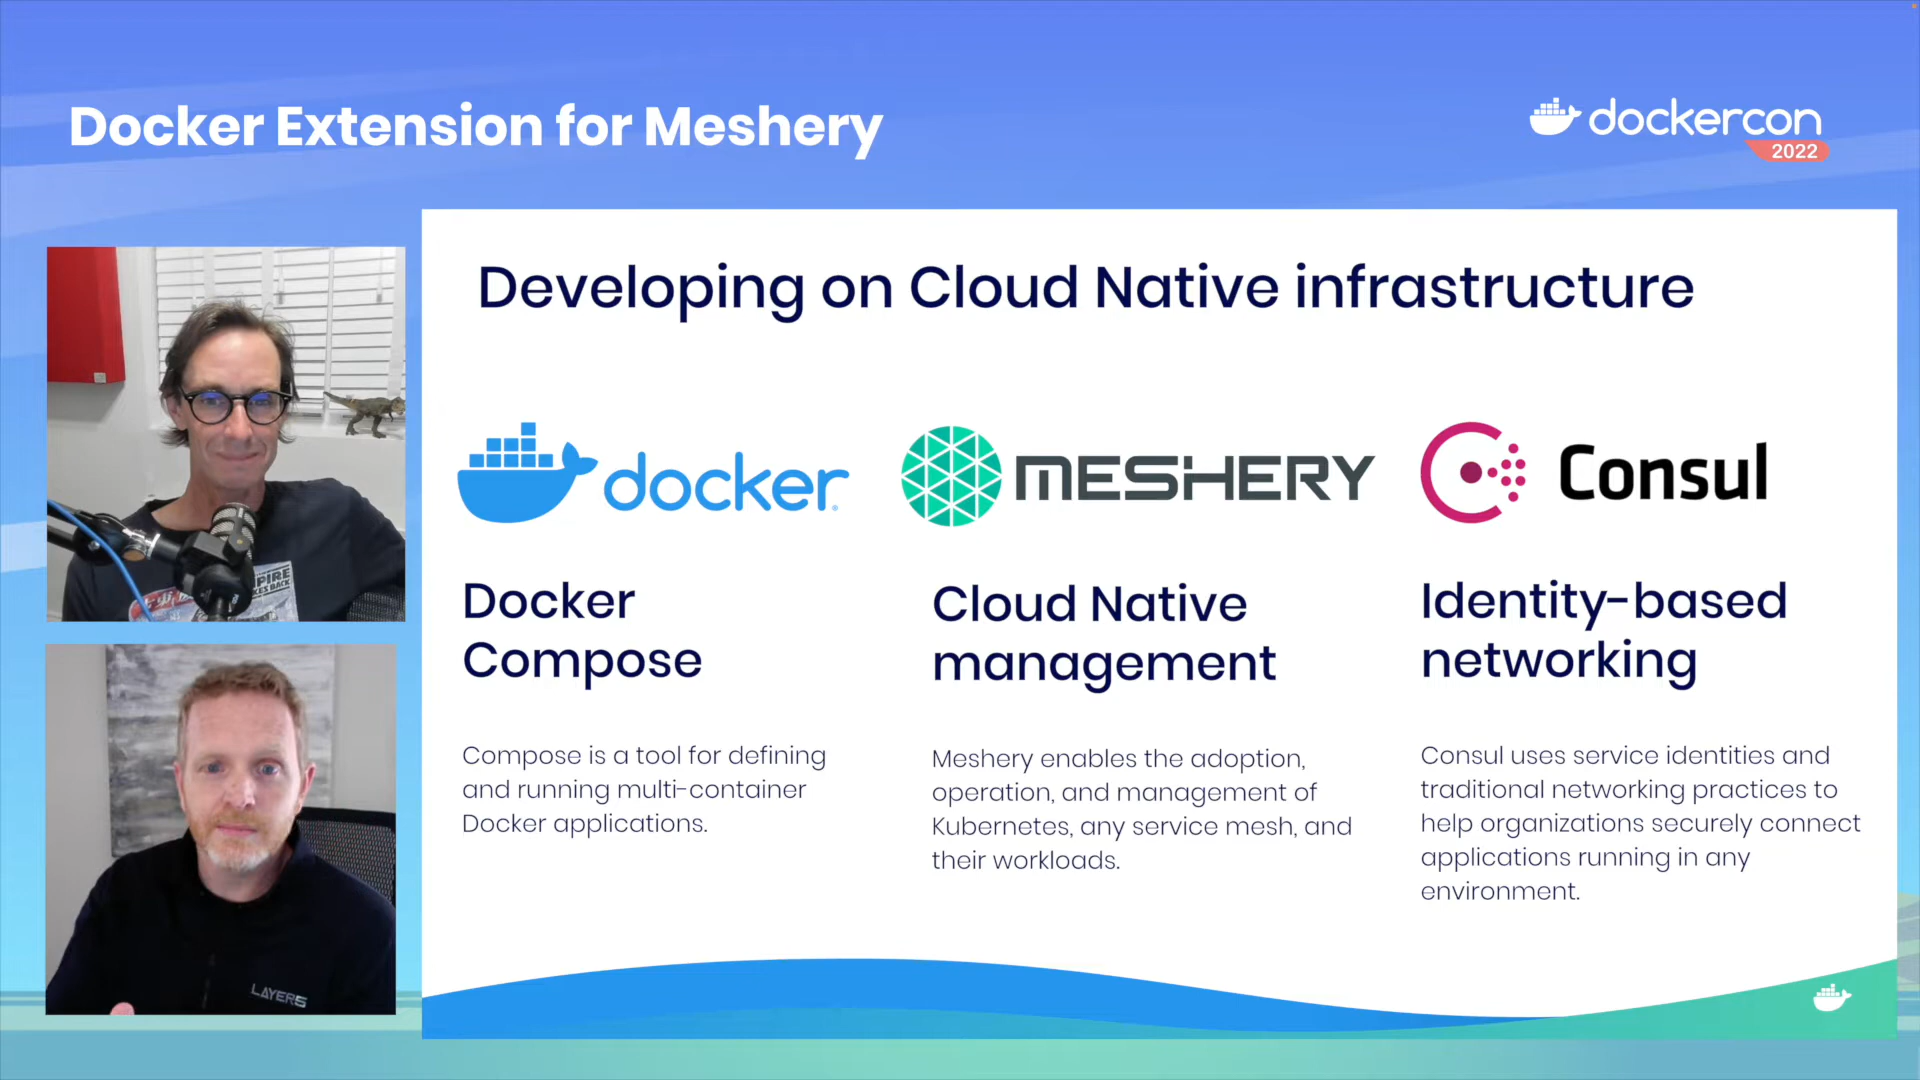 Docker Extension for Meshery
dockercon
2022
Developing on Cloud Native infrastructure
docker
MESHERY
Consul
Docker
Compose
Cloud Native
management
Identity-based
networking
Compose is a tool for defining
and running multi-container
Docker applications.
Meshery enables the adoption,
operation, and management of
Kubernetes, any service mesh, and
their workloads.
Consul uses service identities and
traditional networking practices to
help organizations securely connect
applications running in any
environment.
LAYER5